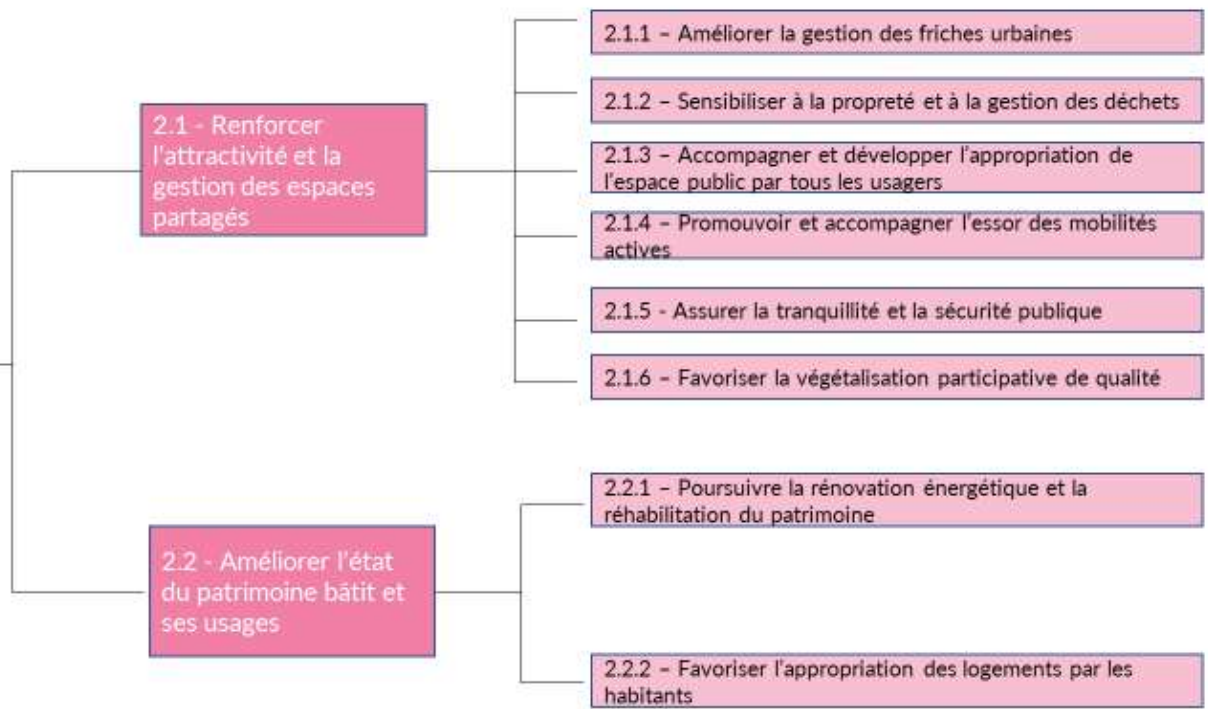 2.1 - Renforcer
l'attractivité et la
gestion des espaces
partagés
2.1.1 – Améliorer la gestion des friches urbaines
2.1.2 – Sensibiliser à la propreté et à la gestion des déchets
2.1.3 – Accompagner et développer l'appropriation de
l'espace public par tous les usagers
2.1.4 – Promouvoir et accompagner l'essor des mobilités
actives
2.1.5 - Assurer la tranquillité et la sécurité publique
2.1.6 – Favoriser la végétalisation participative de qualité
2.2 - Améliorer l'état
du patrimoine bâtit et
ses usages
2.2.1 – Poursuivre la rénovation énergétique et la
réhabilitation du patrimoine
2.2.2 – Favoriser l'appropriation des logements par les
habitants